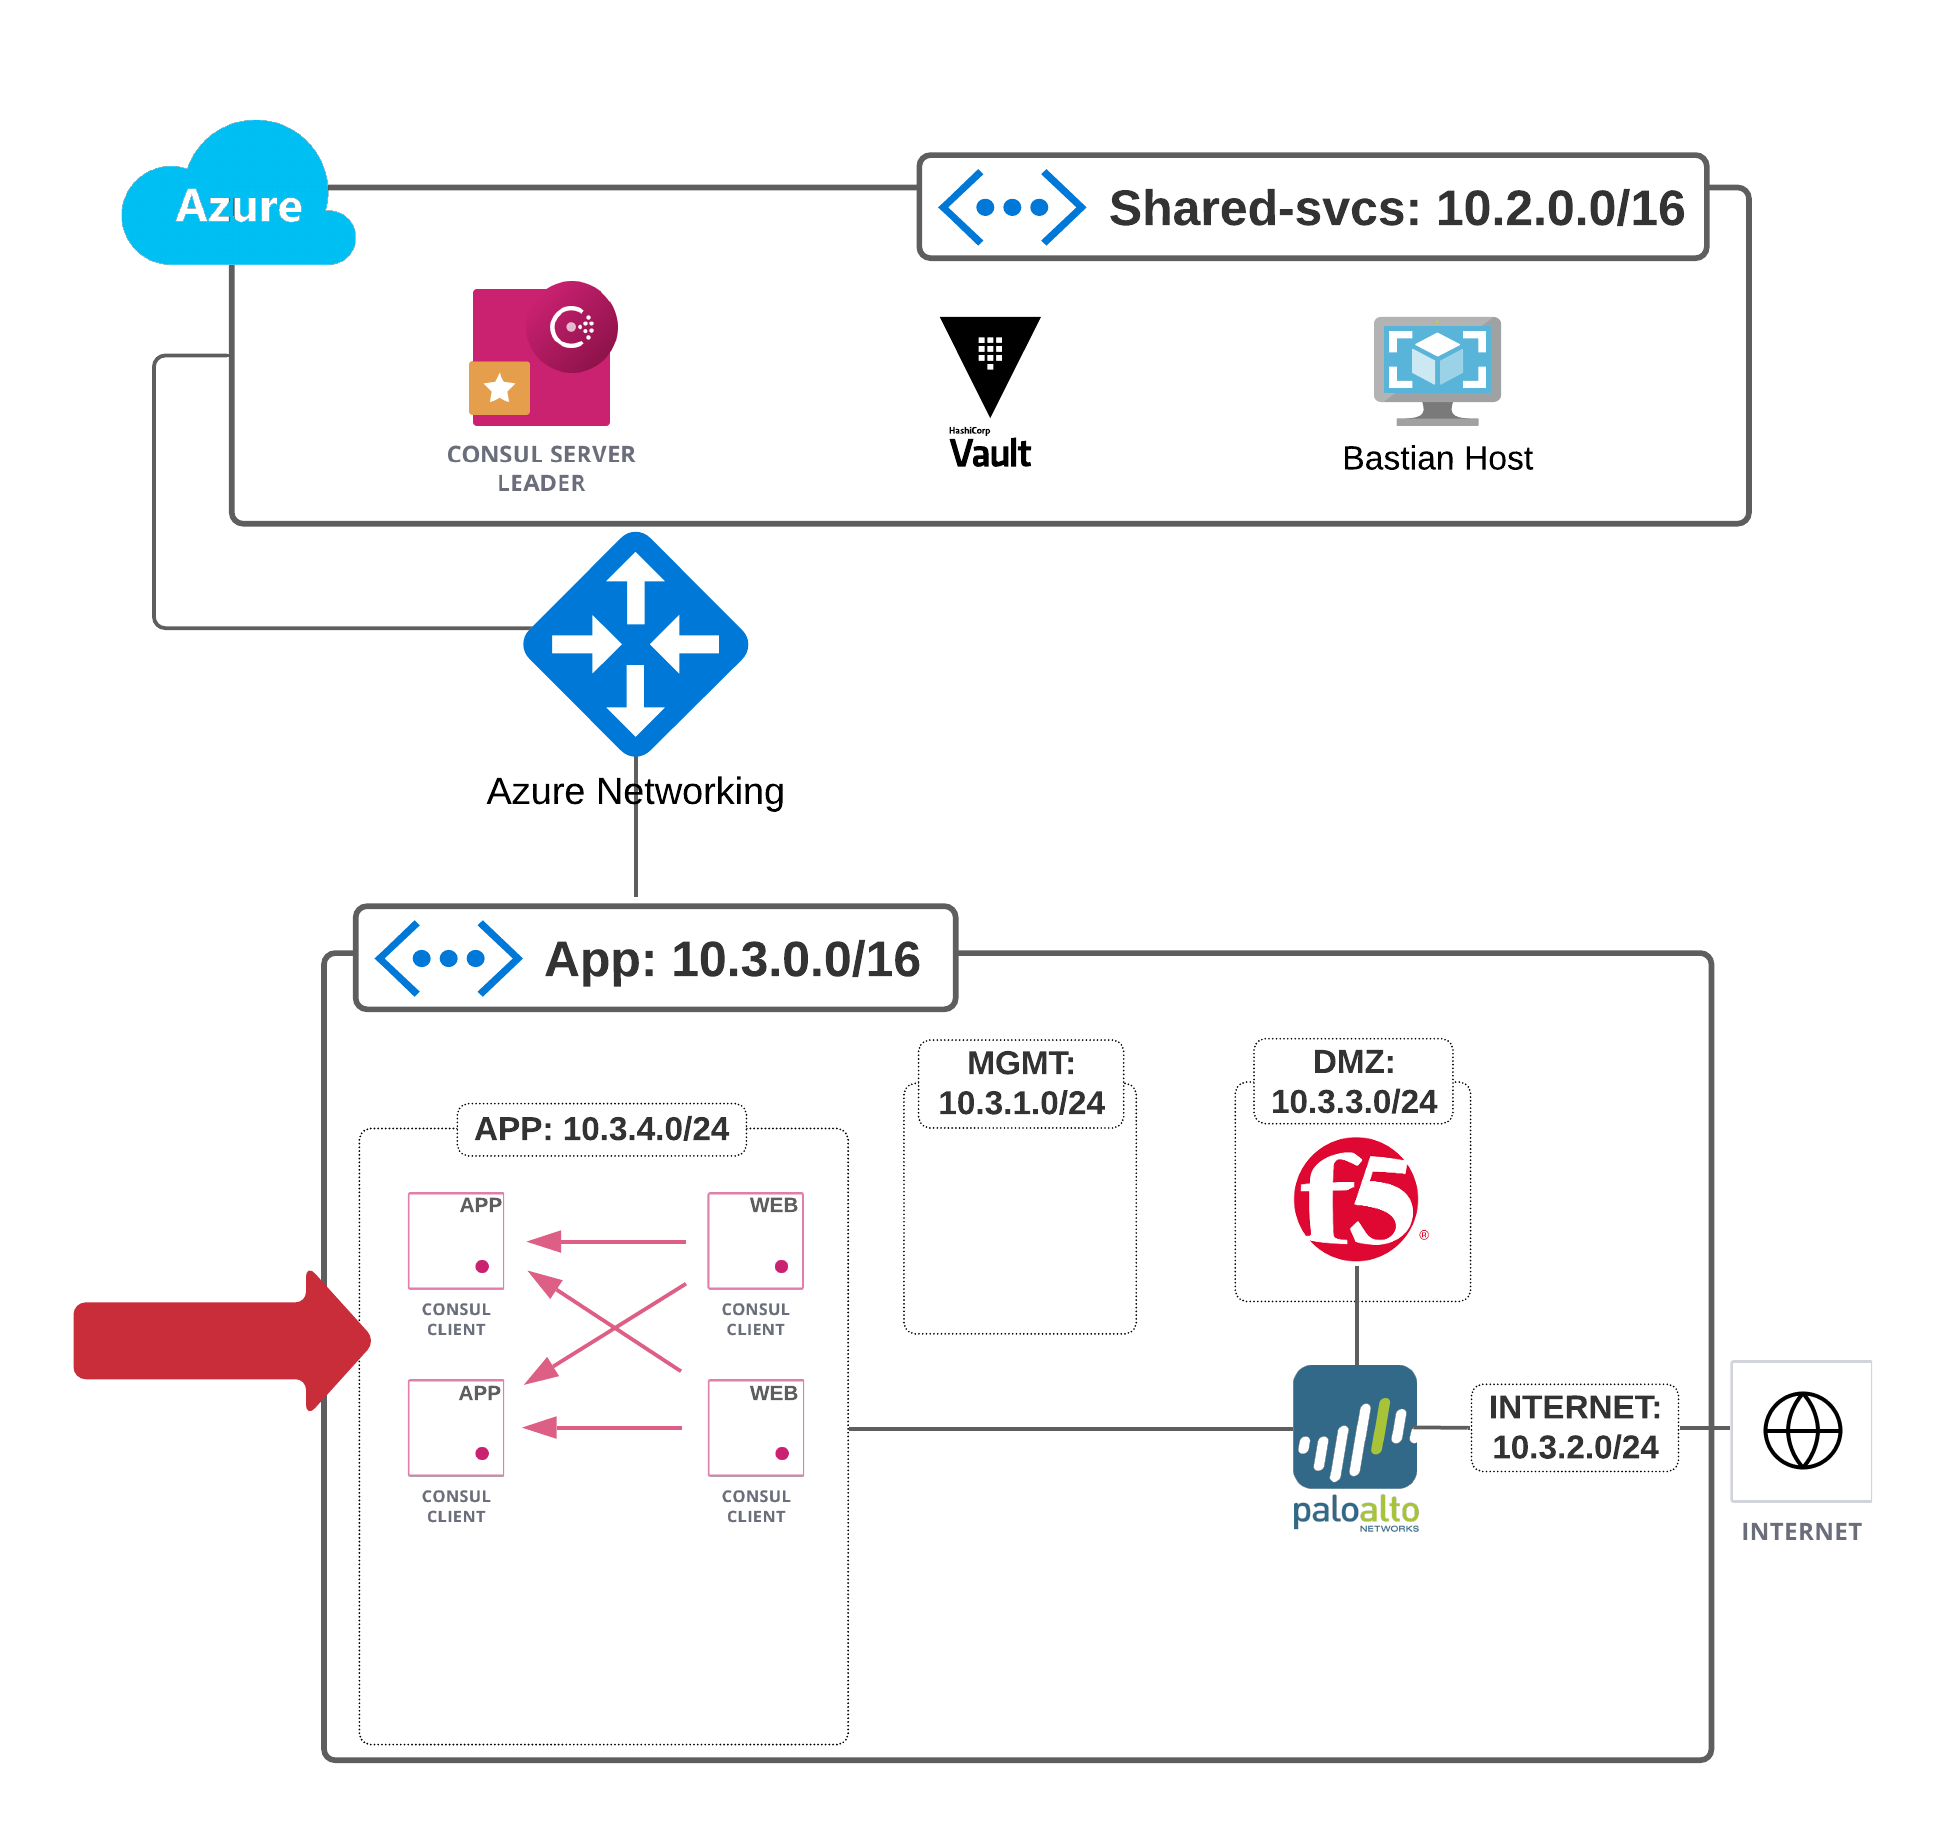 Azure
Shared-svcs: 10.2.0.0/16
CONSUL SERVER
LEADER
HashiCorp
Vault
Bastian Host
Azure Networking
App: 10.3.0.0/16
MGMT:
10.3.1.0/24
DMZ:
10.3.3.0/24
APP: 10.3.4.0/24
f5®
APP
WEB
CONSUL
CLIENT
CONSUL
CLIENT
APP
WEB
CONSUL
CLIENT
CONSUL
CLIENT
paloalto
NETWORKS
INTERNET:
10.3.2.0/24
INTERNET